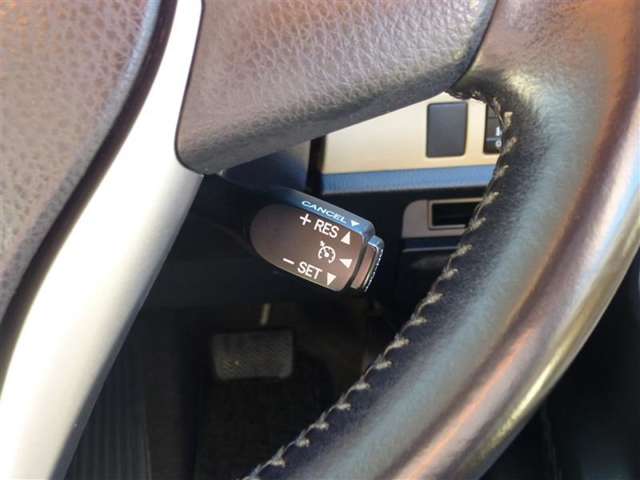 CANCEL ▼
+ RES ▲
◀
− SET ▼